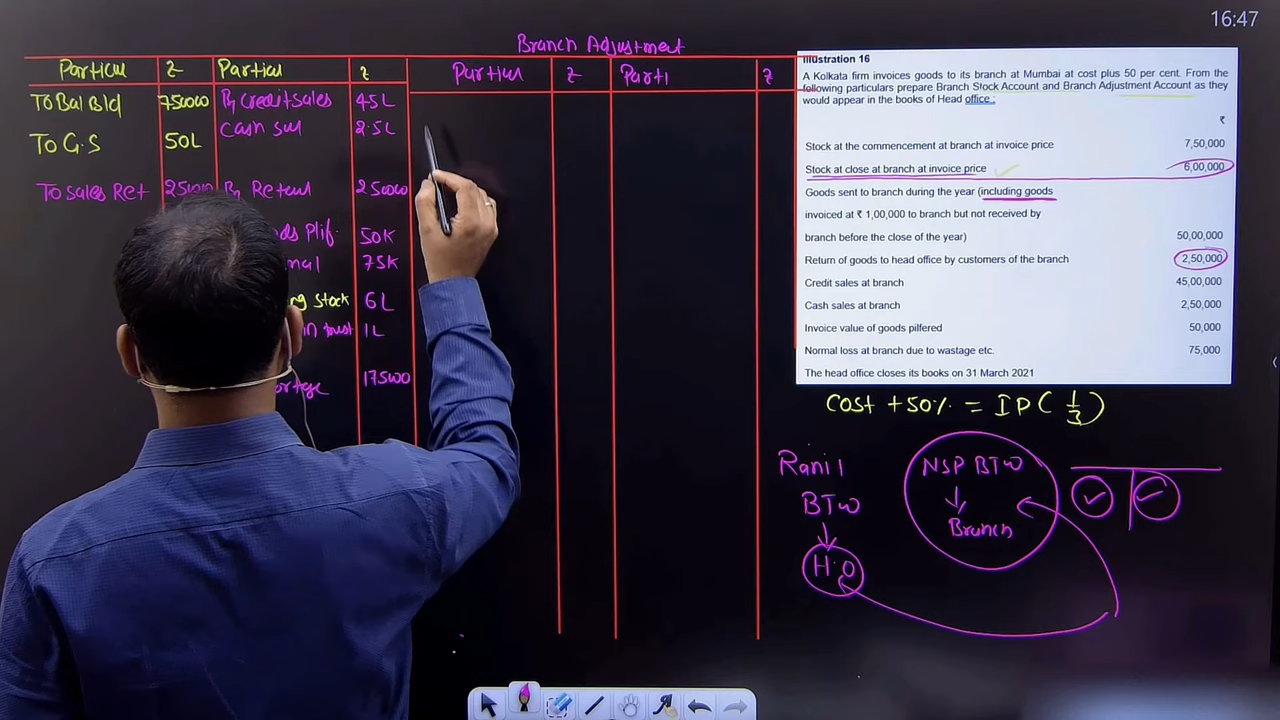 16:47
Branch Adjustment
Particul ₹ Particul ₹
To Bal B/d 750000 By Credit sales 45L
Cash sal 2.5L
To G.S 50L
To Sales Ret By Return 250000
Plif. 50K
75K
stock 6L
1L
17500
Particul ₹ Parti ₹
Illustration 16
A Kolkata firm invoices goods to its branch at Mumbai at cost plus 50 per cent. From the
following particulars prepare Branch Stock Account and Branch Adjustment Account as they
would appear in the books of Head office.:
₹
Stock at the commencement at branch at invoice price 7,50,000
Stock at close at branch at invoice price 6,00,000
Goods sent to branch during the year (including goods
invoiced at ₹ 1,00,000 to branch but not received by
branch before the close of the year) 50,00,000
Return of goods to head office by customers of the branch 2,50,000
Credit sales at branch 45,00,000
Cash sales at branch 2,50,000
Invoice value of goods pilfered 50,000
Normal loss at branch due to wastage etc. 75,000
The head office closes its books on 31 March 2021
Cost + 50% = IP (1/3)
BTW
H.O
NSP BTW
Branch